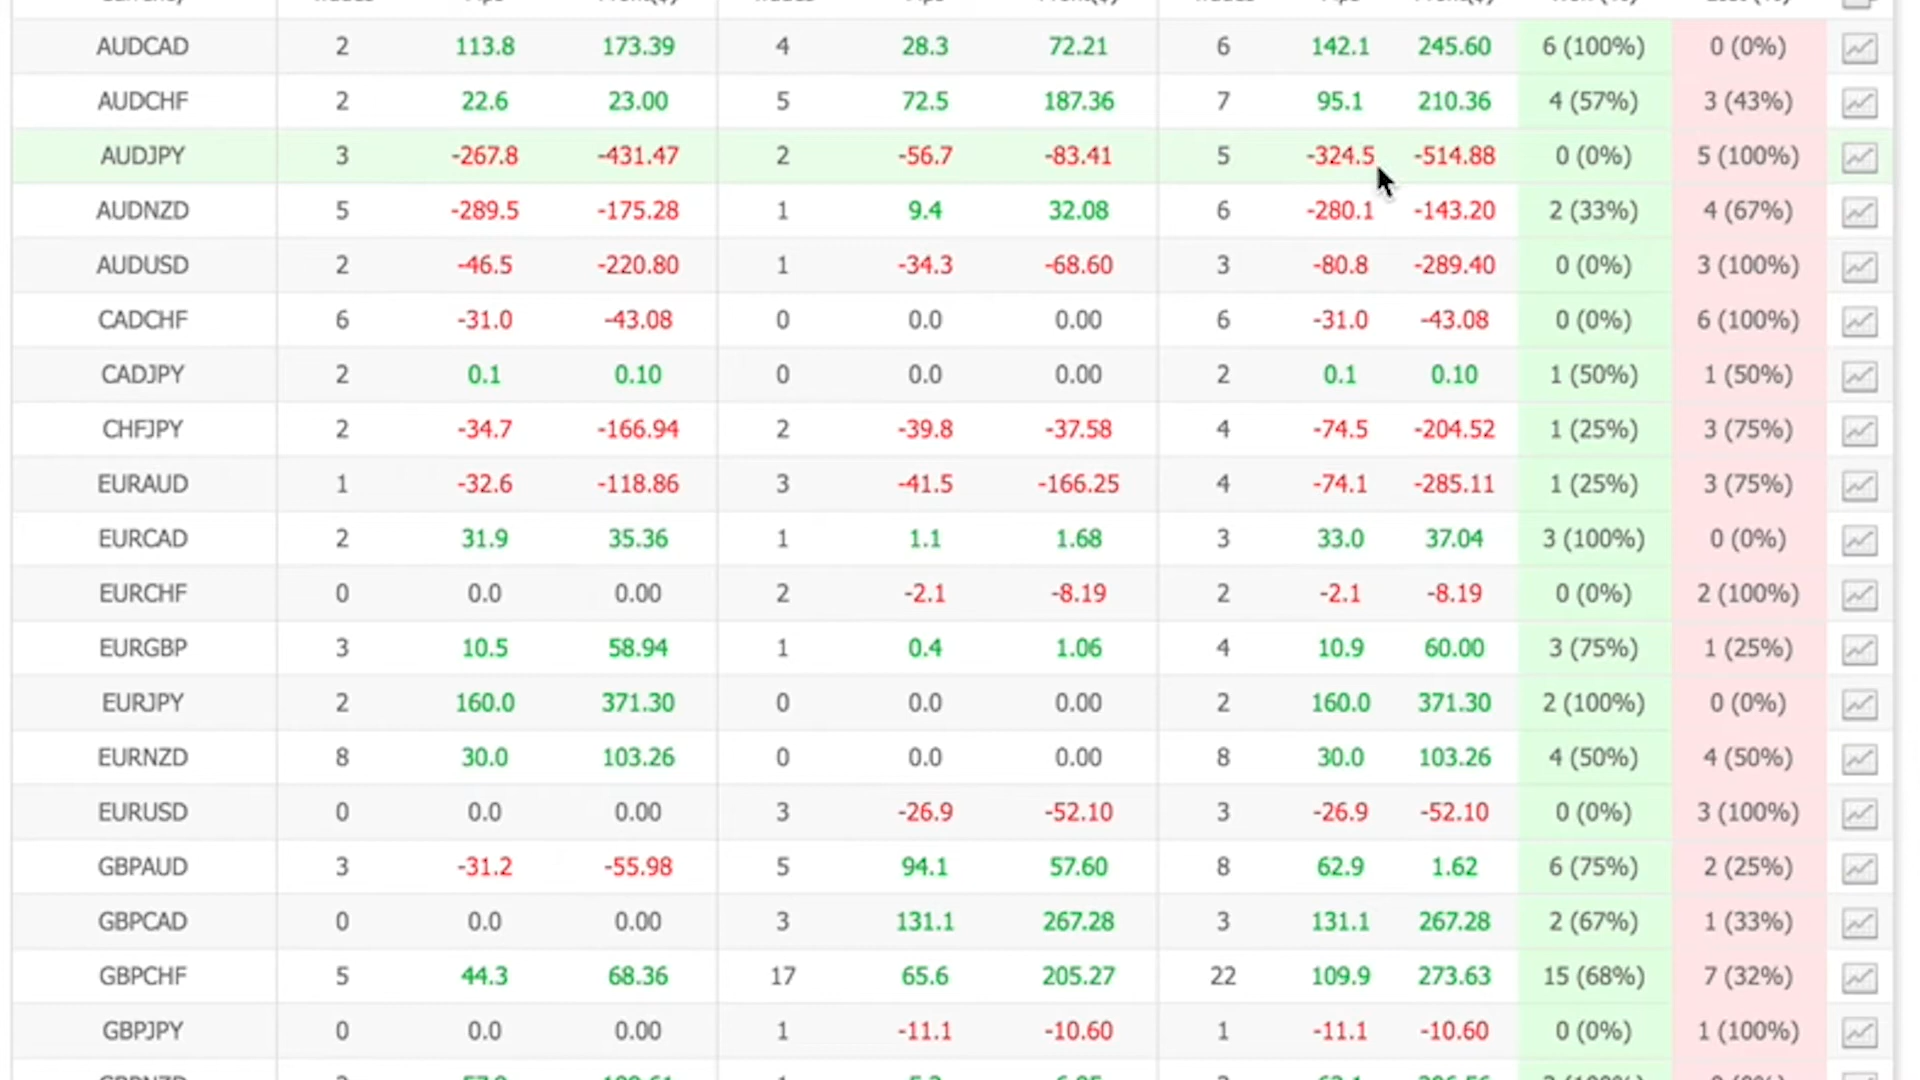 AUDCAD 2 113.8 173.39 4 28.3 72.21 6 142.1 245.60 6 (100%) 0 (0%)
AUDCHF 2 22.6 23.00 5 72.5 187.36 7 95.1 210.36 4 (57%) 3 (43%)
AUDJPY 3 -267.8 -431.47 2 -56.7 -83.41 5 -324.5 -514.88 0 (0%) 5 (100%)
AUDNZD 5 -289.5 -175.28 1 9.4 32.08 6 -280.1 -143.20 2 (33%) 4 (67%)
AUDUSD 2 -46.5 -220.80 1 -34.3 -68.60 3 -80.8 -289.40 0 (0%) 3 (100%)
CADCHF 6 -31.0 -43.08 0 0.0 0.00 6 -31.0 -43.08 0 (0%) 6 (100%)
CADJPY 2 0.1 0.10 0 0.0 0.00 2 0.1 0.10 1 (50%) 1 (50%)
CHFJPY 2 -34.7 -166.94 2 -39.8 -37.58 4 -74.5 -204.52 1 (25%) 3 (75%)
EURAUD 1 -32.6 -118.86 3 -41.5 -166.25 4 -74.1 -285.11 1 (25%) 3 (75%)
EURCAD 2 31.9 35.36 1 1.1 1.68 3 33.0 37.04 3 (100%) 0 (0%)
EURCHF 0 0.0 0.00 2 -2.1 -8.19 2 -2.1 -8.19 0 (0%) 2 (100%)
EURGBP 3 10.5 58.94 1 0.4 1.06 4 10.9 60.00 3 (75%) 1 (25%)
EURJPY 2 160.0 371.30 0 0.0 0.00 2 160.0 371.30 2 (100%) 0 (0%)
EURNZD 8 30.0 103.26 0 0.0 0.00 8 30.0 103.26 4 (50%) 4 (50%)
EURUSD 0 0.0 0.00 3 -26.9 -52.10 3 -26.9 -52.10 0 (0%) 3 (100%)
GBPAUD 3 -31.2 -55.98 5 94.1 57.60 8 62.9 1.62 6 (75%) 2 (25%)
GBPCAD 0 0.0 0.00 3 131.1 267.28 3 131.1 267.28 2 (67%) 1 (33%)
GBPCHF 5 44.3 68.36 17 65.6 205.27 22 109.9 273.63 15 (68%) 7 (32%)
GBPJPY 0 0.0 0.00 1 -11.1 -10.60 1 -11.1 -10.60 0 (0%) 1 (100%)